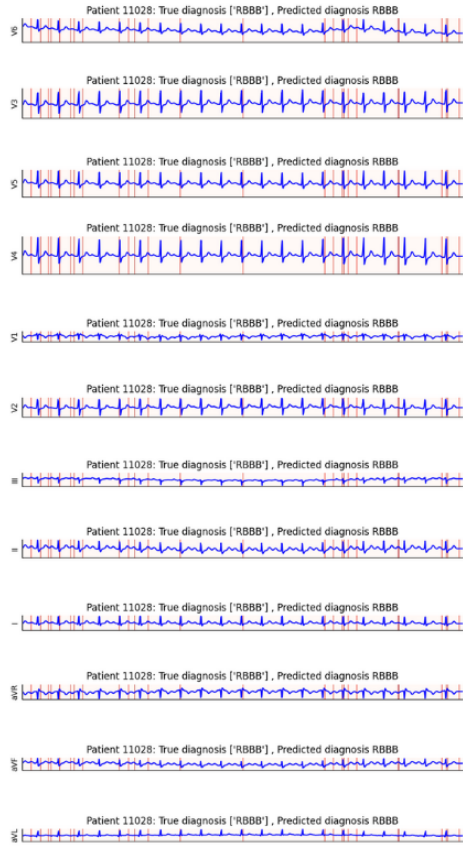 Patient 11028: True diagnosis ['RBBB'] , Predicted diagnosis RBBB
V6
Patient 11028: True diagnosis ['RBBB'] , Predicted diagnosis RBBB
V3
Patient 11028: True diagnosis ['RBBB'] , Predicted diagnosis RBBB
V5
Patient 11028: True diagnosis ['RBBB'] , Predicted diagnosis RBBB
V4
Patient 11028: True diagnosis ['RBBB'] , Predicted diagnosis RBBB
V1
Patient 11028: True diagnosis ['RBBB'] , Predicted diagnosis RBBB
V2
Patient 11028: True diagnosis ['RBBB'] , Predicted diagnosis RBBB
III
Patient 11028: True diagnosis ['RBBB'] , Predicted diagnosis RBBB
II
Patient 11028: True diagnosis ['RBBB'] , Predicted diagnosis RBBB
I
Patient 11028: True diagnosis ['RBBB'] , Predicted diagnosis RBBB
aVR
Patient 11028: True diagnosis ['RBBB'] , Predicted diagnosis RBBB
aVF
Patient 11028: True diagnosis ['RBBB'] , Predicted diagnosis RBBB
aVL